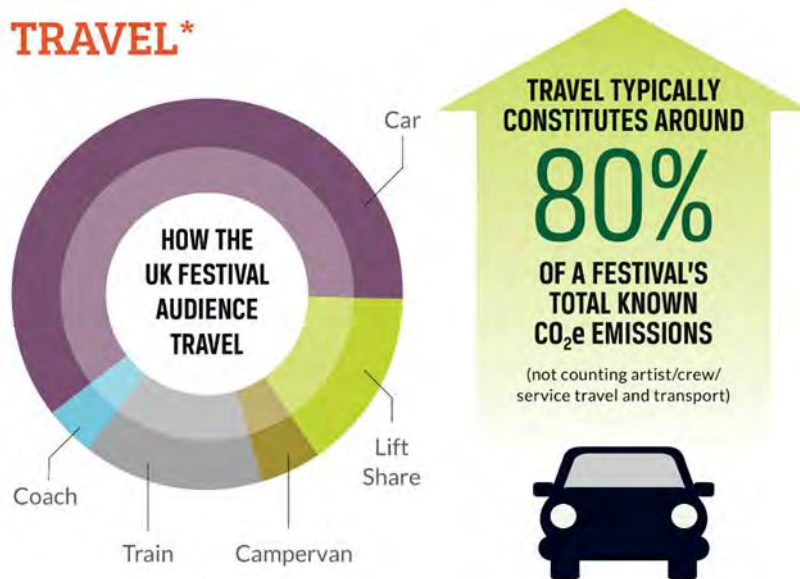 TRAVEL*
Car
HOW THE
UK FESTIVAL
AUDIENCE
TRAVEL
Lift
Share
Coach
Train
Campervan
TRAVEL TYPICALLY
CONSTITUTES AROUND
80%
OF A FESTIVAL'S
TOTAL KNOWN
CO₂e EMISSIONS
(not counting artist/crew/
service travel and transport)